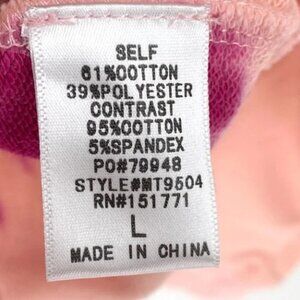 SELF
61%COTTON
39%POLYESTER
CONTRAST
95%COTTON
5%SPANDEX
PO#79948
STYLE#MT9504
RN#151771
L
MADE IN CHINA